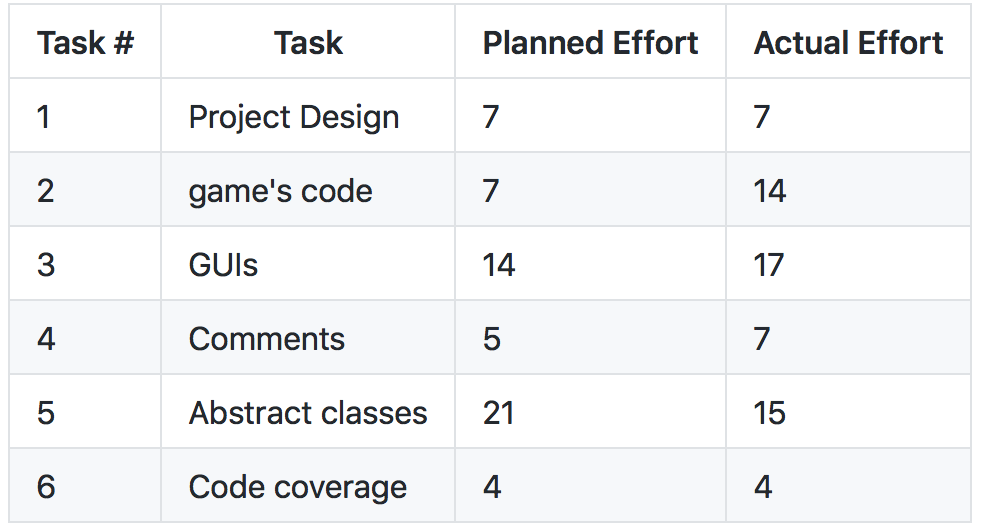 Task # Task Planned Effort Actual Effort
1 Project Design 7 7
2 game's code 7 14
3 GUIs 14 17
4 Comments 5 7
5 Abstract classes 21 15
6 Code coverage 4 4